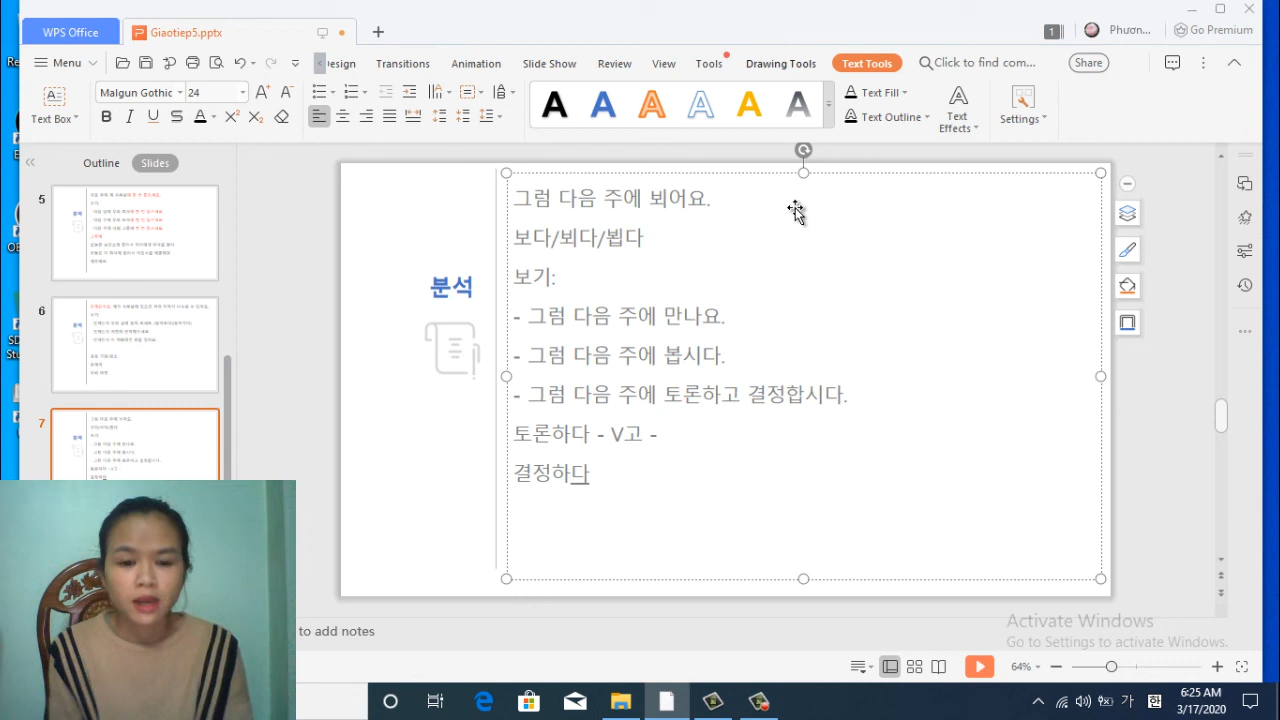 WPS Office
Giaotiep5.pptx
1
Phươn...
Go Premium
Menu
esign
Transitions
Animation
Slide Show
Review
View
Tools
Drawing Tools
Text Tools
Click to find com...
Share
Text Box
Malgun Gothic
24
Text Fill
Text Outline
Text Effects
Settings
Outline
Slides
5
6
7
분석
그럼 다음 주에 뵈어요.
보다/뵈다/뵙다
보기:
- 그럼 다음 주에 만나요.
- 그럼 다음 주에 봅시다.
- 그럼 다음 주에 토론하고 결정합시다.
토론하다 - V고 -
결정하다
to add notes
Activate Windows
Go to Settings to activate Windows.
64%
가
한
6:25 AM
3/17/2020